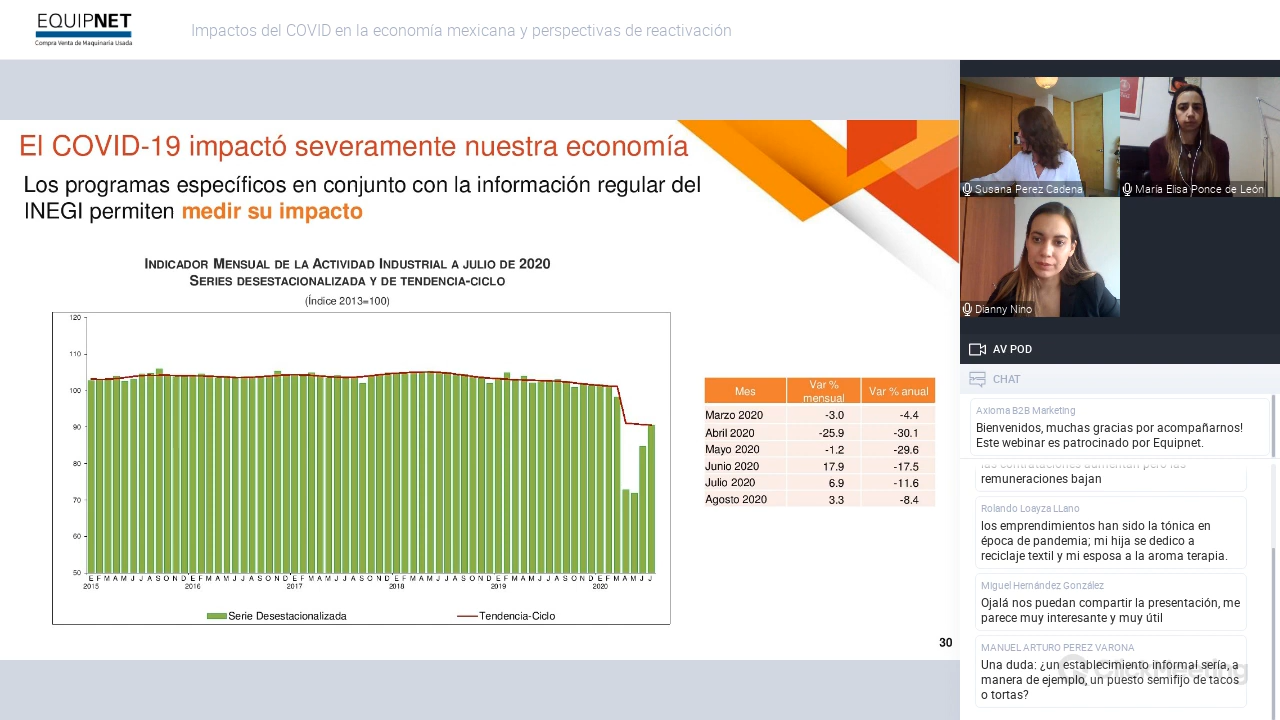 EQUIPNET
Compra Venta de Maquinaria Usada
Impactos del COVID en la economía mexicana y perspectivas de reactivación
El COVID-19 impactó severamente nuestra economía
Los programas específicos en conjunto con la información regular del
INEGI permiten medir su impacto
INDICADOR MENSUAL DE LA ACTIVIDAD INDUSTRIAL A JULIO DE 2020
SERIES DESESTACIONALIZADA Y DE TENDENCIA-CICLO
(Índice 2013=100)
120
110
100
90
80
70
60
50
E F M A M J J A S O N D E F M A M J J A S O N D E F M A M J J A S O N D E F M A M J J A S O N D E F M A M J J A S O N D E F M A M J J
2015 2016 2017 2018 2019 2020
Serie Desestacionalizada Tendencia-Ciclo
Mes Var % mensual Var % anual
Marzo 2020 -3.0 -4.4
Abril 2020 -25.9 -30.1
Mayo 2020 -1.2 -29.6
Junio 2020 17.9 -17.5
Julio 2020 6.9 -11.6
Agosto 2020 3.3 -8.4
30
Susana Perez Cadena
María Elisa Ponce de León
Dianny Nino
AV POD
CHAT
Axioma B2B Marketing
Bienvenidos, muchas gracias por acompañarnos!
Este webinar es patrocinado por Equipnet.
las contrataciones aumentan pero las
remuneraciones bajan
Rolando Loayza LLano
los emprendimientos han sido la tónica en
época de pandemia; mi hija se dedico a
reciclaje textil y mi esposa a la aroma terapia.
Miguel Hernández González
Ojalá nos puedan compartir la presentación, me
parece muy interesante y muy útil
MANUEL ARTURO PEREZ VARONA
Una duda: ¿un establecimiento informar sería, a
manera de ejemplo, un puesto semifijo de tacos
o tortas?
ClickMeeting